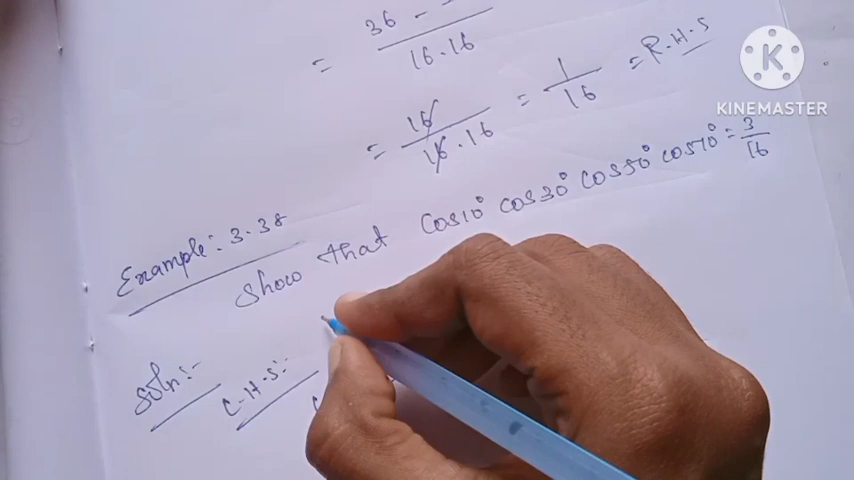 = 36 - / 16 · 16
= 16 / 16 · 16 = 1 / 16 = R.H.S
K
KINEMASTER
Example: 3.38
Show that cos10° cos30° cos50° cos70° = 3/16
Soln:-
L.H.S:-